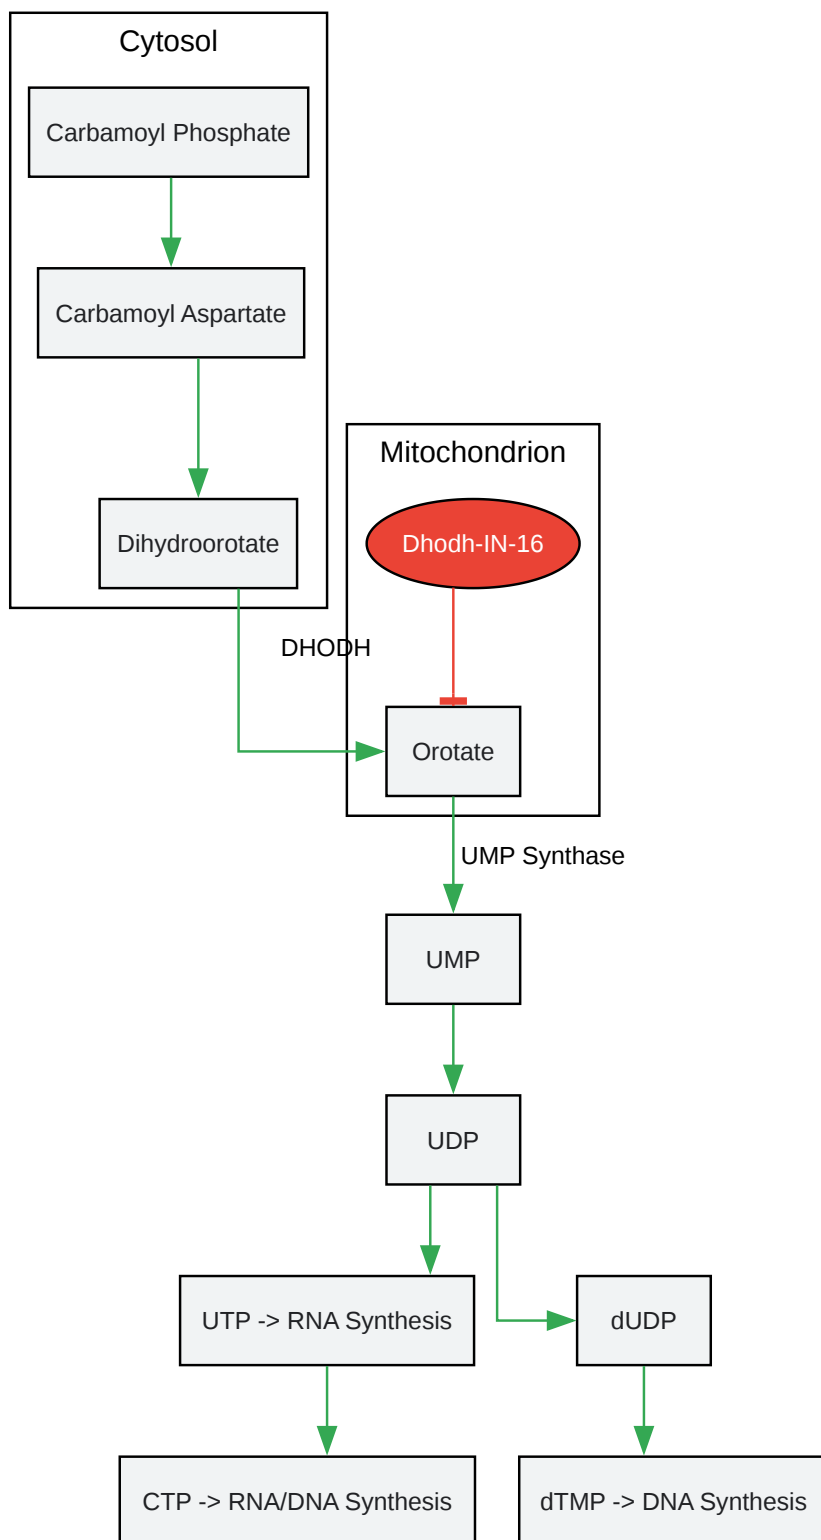 Cytosol
Carbamoyl Phosphate
Carbamoyl Aspartate
Mitochondrion
Dihydroorotate
Dhodh-IN-16
DHODH
Orotate
UMP Synthase
UMP
UDP
UTP -> RNA Synthesis
dUDP
CTP -> RNA/DNA Synthesis
dTMP -> DNA Synthesis